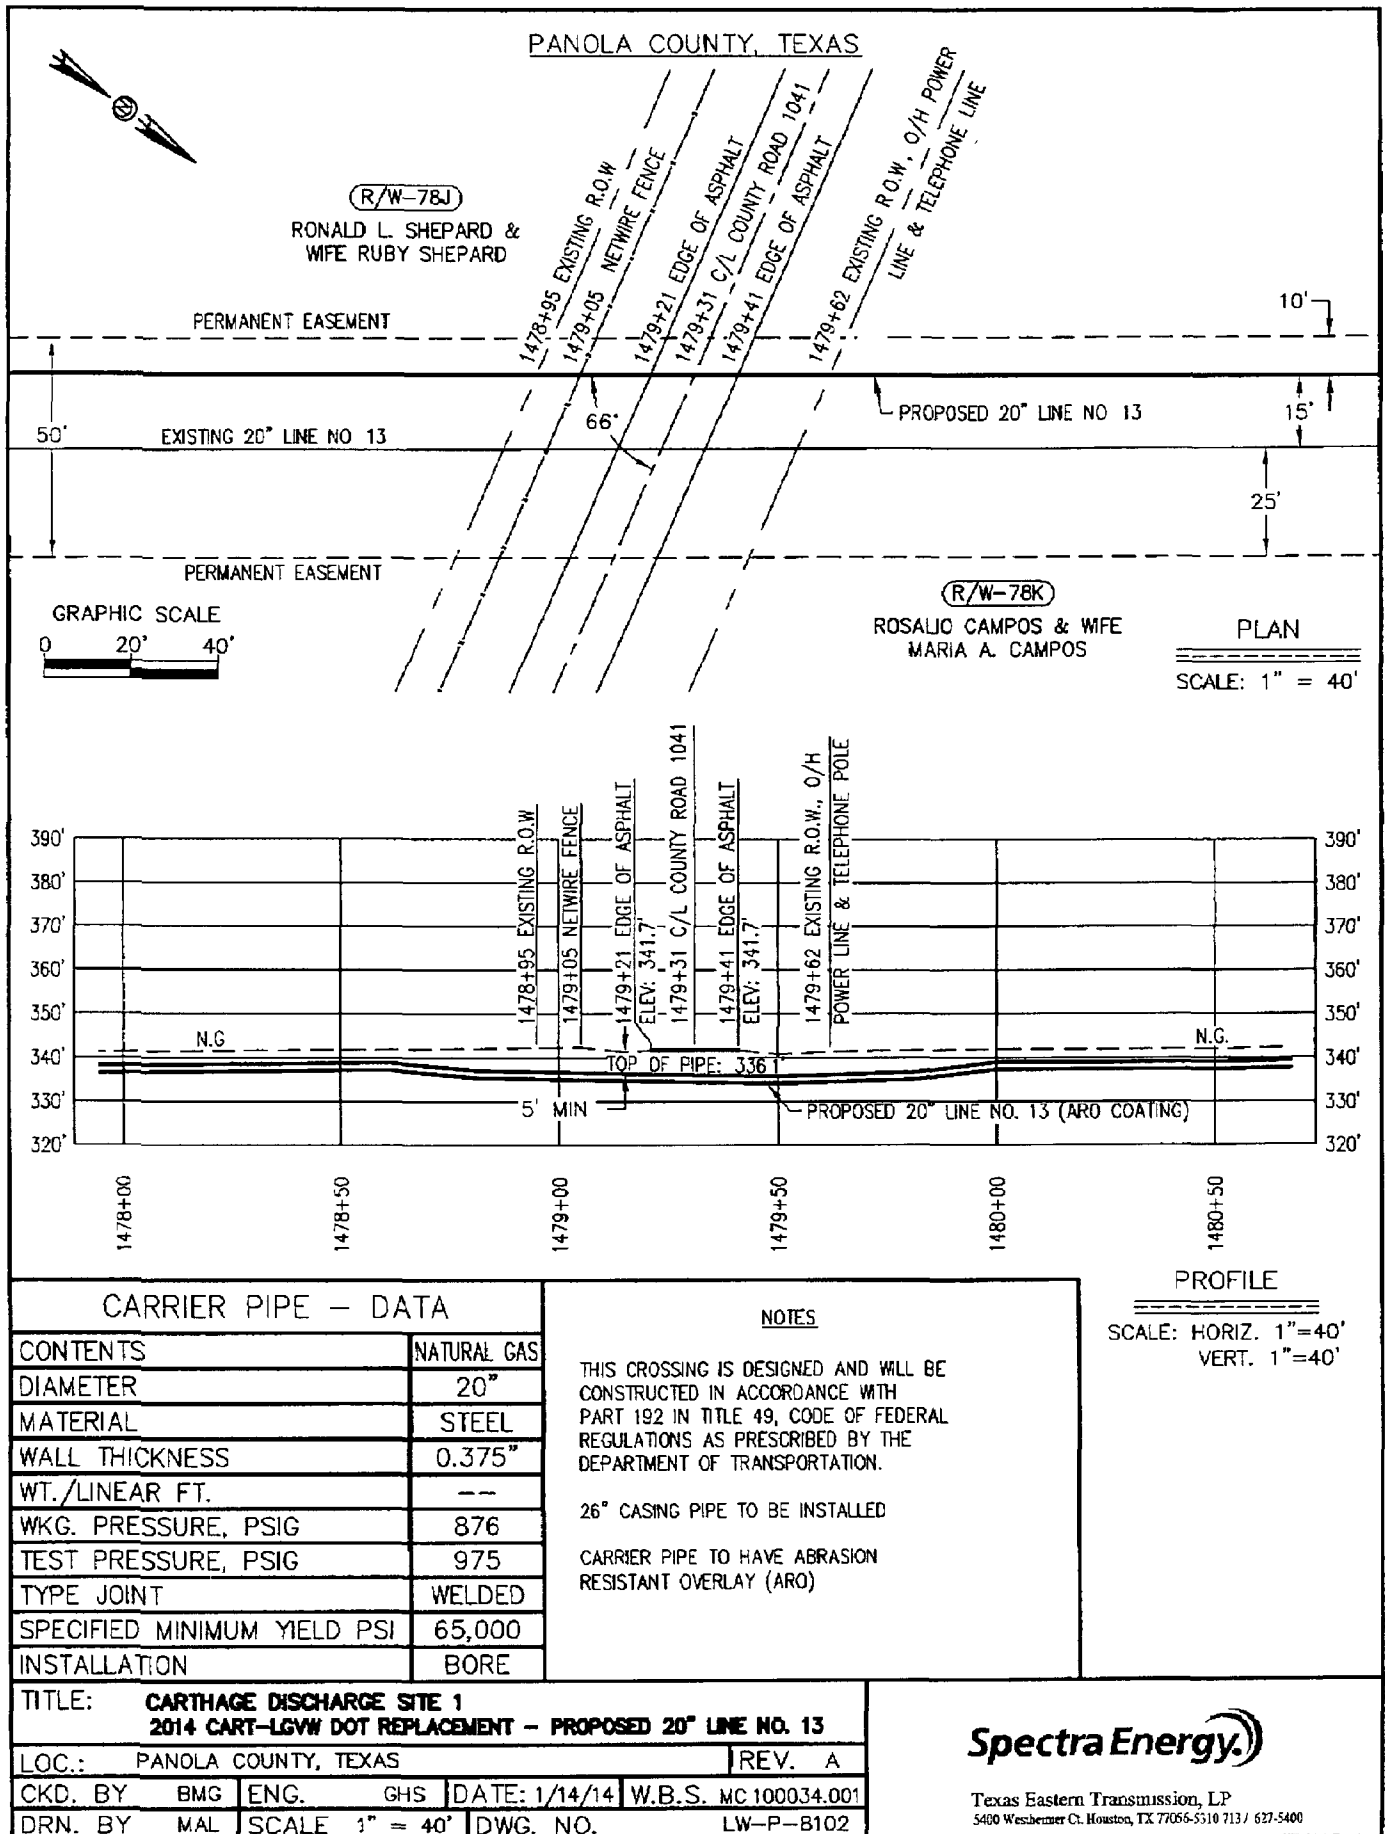 PANOLA COUNTY, TEXAS
N
R/W-78J
RONALD L. SHEPARD &
WIFE RUBY SHEPARD
1478+95 EXISTING R.O.W
1479+05 NETWIRE FENCE
1479+21 EDGE OF ASPHALT
1479+31 C/L COUNTY ROAD 1041
1479+41 EDGE OF ASPHALT
1479+62 EXISTING R.O.W., O/H POWER
LINE & TELEPHONE LINE
PERMANENT EASEMENT
10'
50'
EXISTING 20" LINE NO 13
66°
PROPOSED 20" LINE NO 13
15'
25'
PERMANENT EASEMENT
GRAPHIC SCALE
0 20' 40'
R/W-78K
ROSALIO CAMPOS & WIFE
MARIA A. CAMPOS
PLAN
SCALE: 1" = 40'
1478+95 EXISTING R.O.W
1479+05 NETWIRE FENCE
1479+21 EDGE OF ASPHALT
ELEV: 341.7'
1479+31 C/L COUNTY ROAD 1041
1479+41 EDGE OF ASPHALT
ELEV: 341.7'
1479+62 EXISTING R.O.W., O/H
POWER LINE & TELEPHONE POLE
390' 390'
380' 380'
370' 370'
360' 360'
350' 350'
N.G N.G.
340' 340'
TOP OF PIPE: 336 1'
330' 330'
5' MIN
PROPOSED 20" LINE NO. 13 (ARO COATING)
320' 320'
1478+00
1478+50
1479+00
1479+50
1480+00
1480+50
PROFILE
SCALE: HORIZ. 1"=40'
VERT. 1"=40'
CARRIER PIPE - DATA
CONTENTS NATURAL GAS
DIAMETER 20"
MATERIAL STEEL
WALL THICKNESS 0.375"
WT./LINEAR FT. --
WKG. PRESSURE, PSIG 876
TEST PRESSURE, PSIG 975
TYPE JOINT WELDED
SPECIFIED MINIMUM YIELD PSI 65,000
INSTALLATION BORE
NOTES
THIS CROSSING IS DESIGNED AND WILL BE
CONSTRUCTED IN ACCORDANCE WITH
PART 192 IN TITLE 49, CODE OF FEDERAL
REGULATIONS AS PRESCRIBED BY THE
DEPARTMENT OF TRANSPORTATION.
26" CASING PIPE TO BE INSTALLED
CARRIER PIPE TO HAVE ABRASION
RESISTANT OVERLAY (ARO)
TITLE: CARTHAGE DISCHARGE SITE 1
2014 CART-LGVW DOT REPLACEMENT - PROPOSED 20" LINE NO. 13
LOC.: PANOLA COUNTY, TEXAS REV. A
CKD. BY BMG ENG. GHS DATE: 1/14/14 W.B.S. MC 100034.001
DRN. BY MAL SCALE 1" = 40' DWG. NO. LW-P-8102
Spectra Energy.
Texas Eastern Transmission, LP
5400 Westheimer Ct. Houston, TX 77056-5310 713 / 627-5400